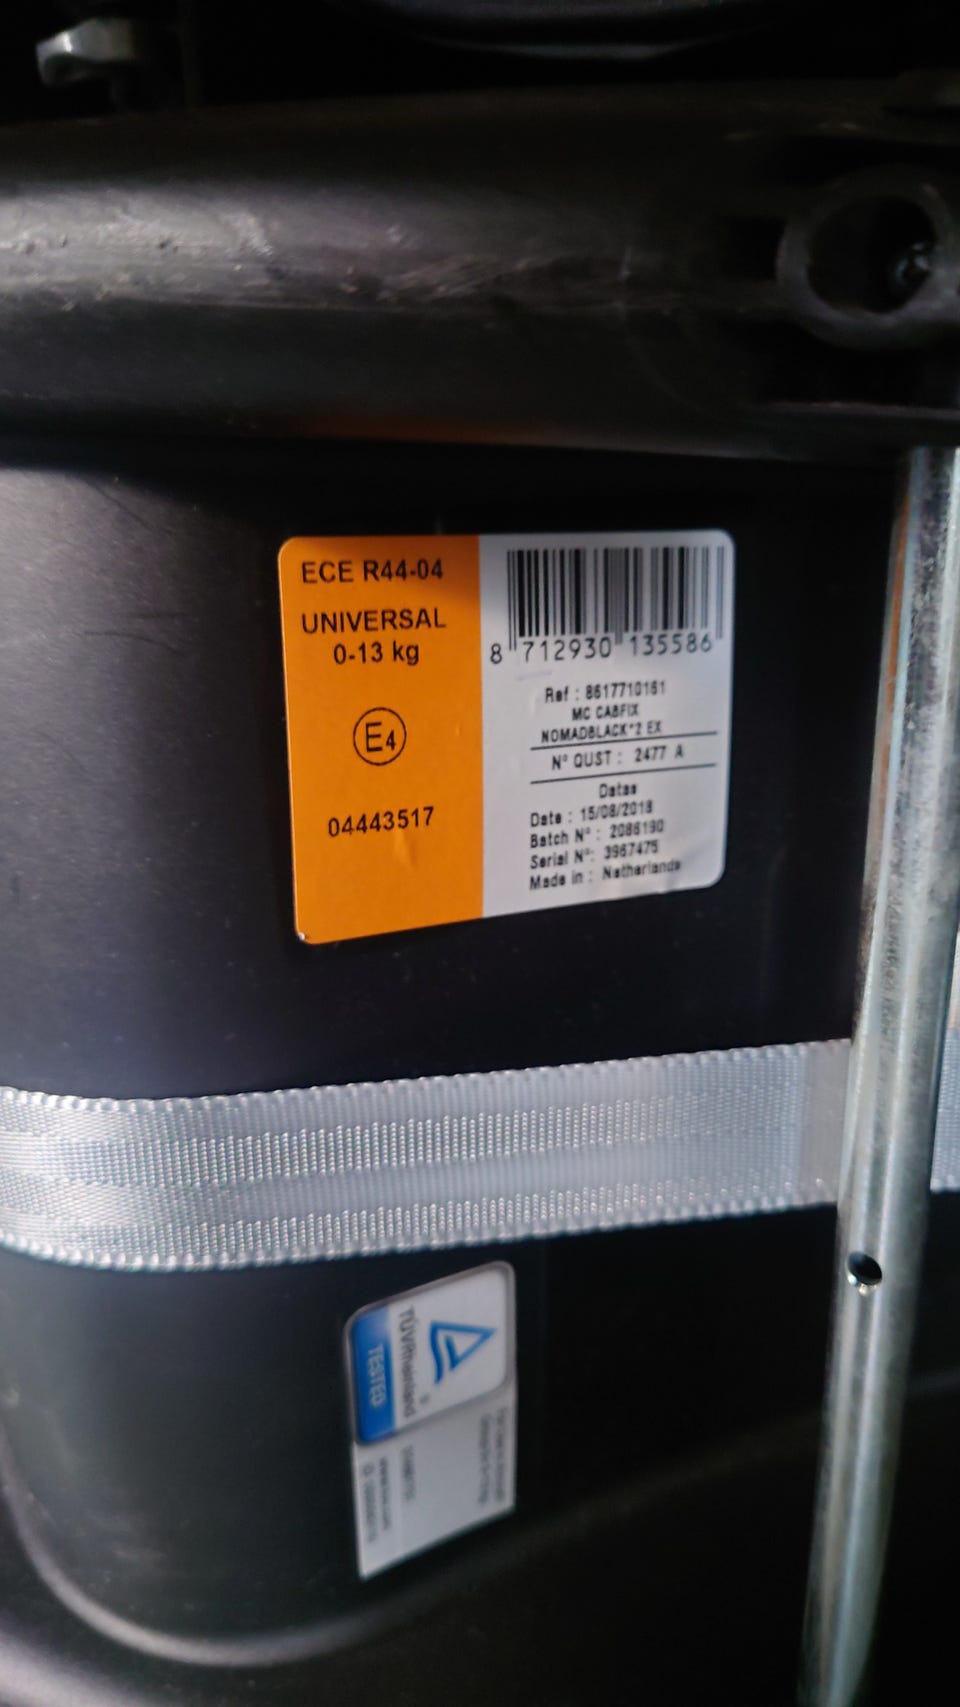 ECE R44-04
UNIVERSAL
0-13 kg
E4
04443517
8 712930 135586
Ref : 8617710161
MC CABFIX
NOMADBLACK*2 EX
N° QUST : 2477 A
Datas
Date : 15/08/2018
Batch N° : 2086190
Serial N°: 3967475
Made in : Netherlands
TÜVRheinland
TESTED